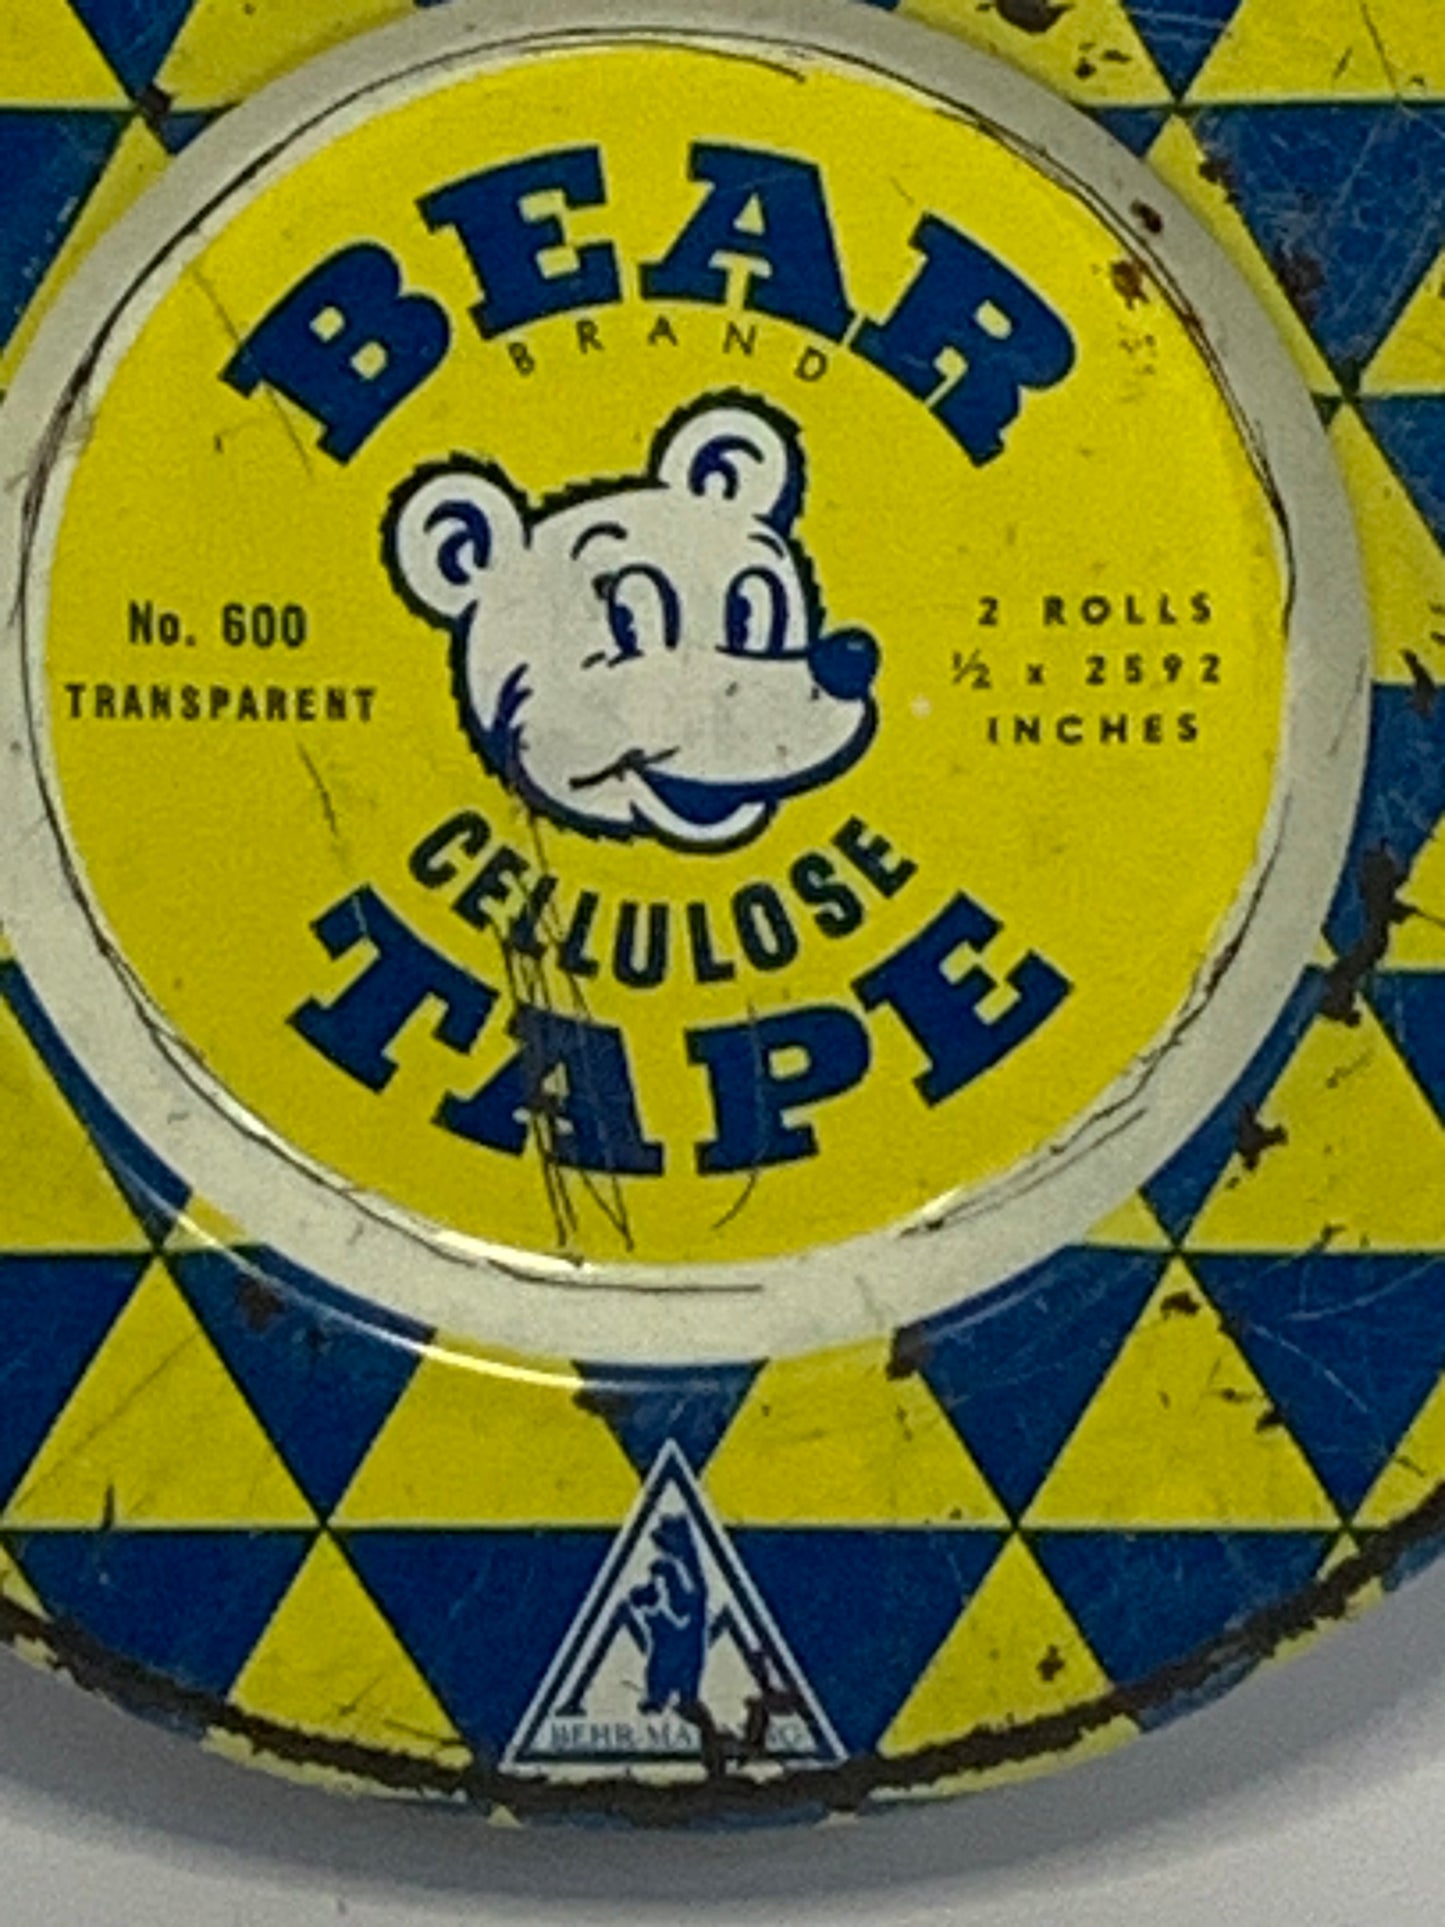 BEAR
BRAND
No. 600
TRANSPARENT
2 ROLLS
½ x 2592
INCHES
CELLULOSE
TAPE